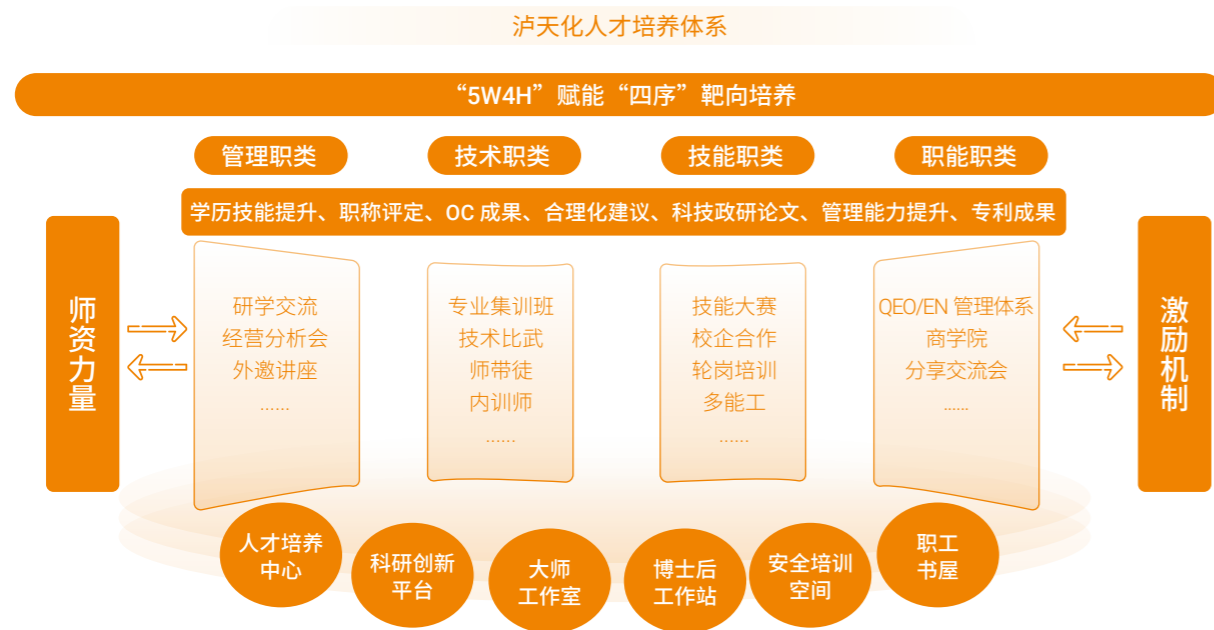 泸天化人才培养体系
“5W4H”赋能“四序”靶向培养
管理职类
技术职类
技能职类
职能职类
学历技能提升、职称评定、OC 成果、合理化建议、科技政研论文、管理能力提升、专利成果
师资力量
研学交流
经营分析会
外邀讲座
......
专业集训班
技术比武
师带徒
内训师
......
技能大赛
校企合作
轮岗培训
多能工
......
QEO/EN 管理体系
商学院
分享交流会
......
激励机制
人才培养
中心
科研创新
平台
大师
工作室
博士后
工作站
安全培训
空间
职工
书屋